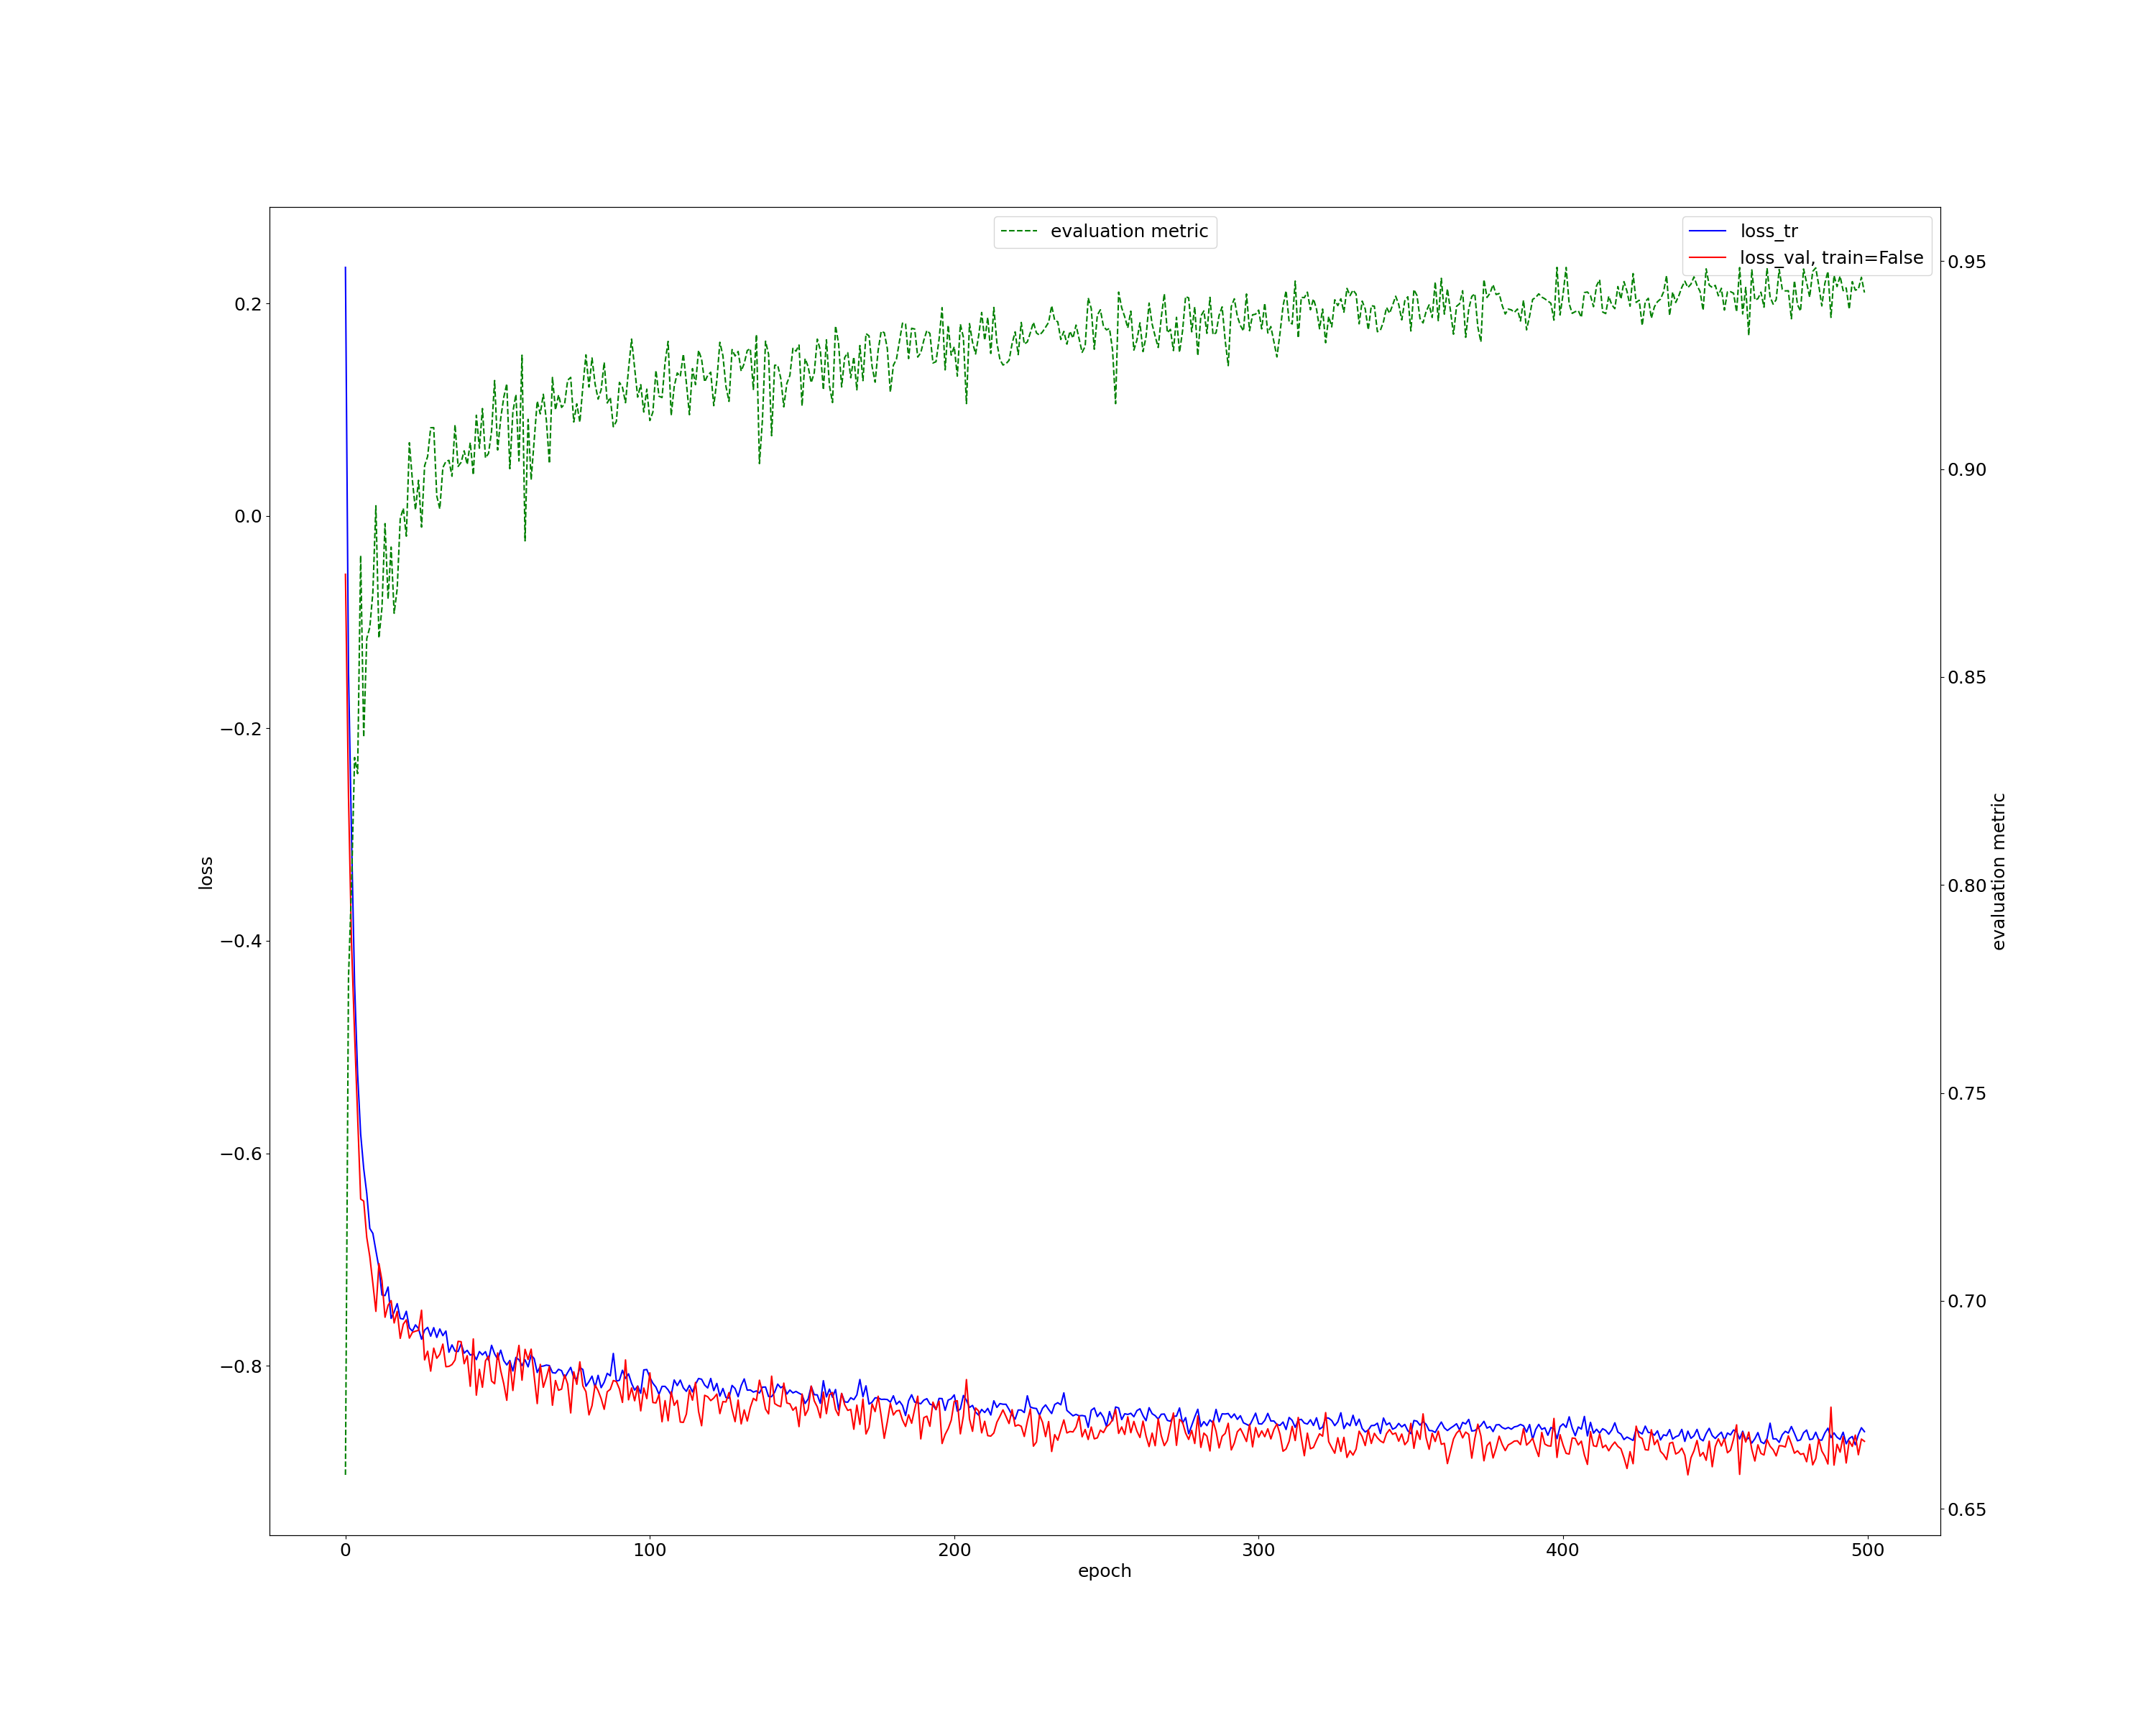 evaluation metric
loss_tr
loss_val, train=False
0.2
0.0
−0.2
−0.4
−0.6
−0.8
loss
0.95
0.90
0.85
0.80
0.75
0.70
0.65
evaluation metric
0 100 200 300 400 500
epoch